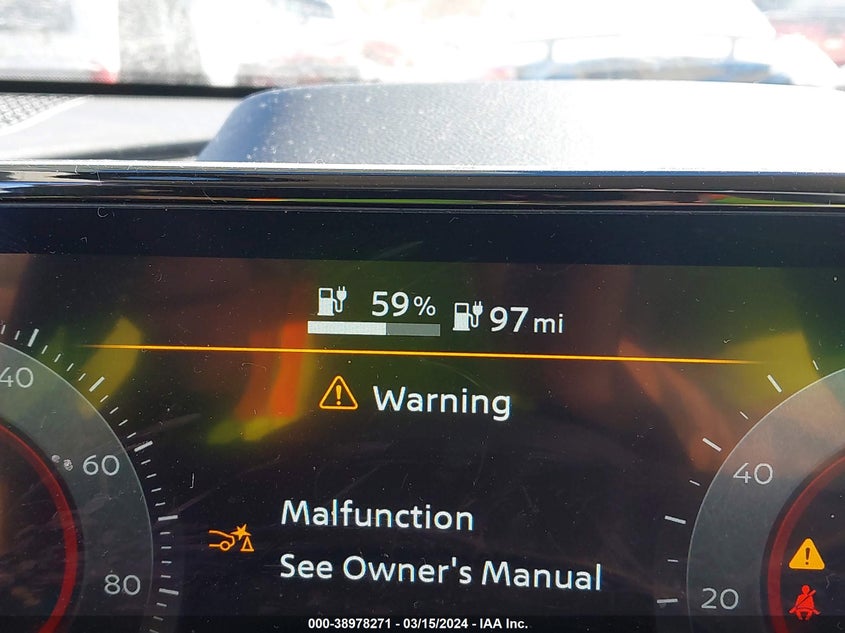 59% 97 mi
Warning
40
60
80
Malfunction
See Owner's Manual
40
20
000-38978271 - 03/15/2024 - IAA Inc.